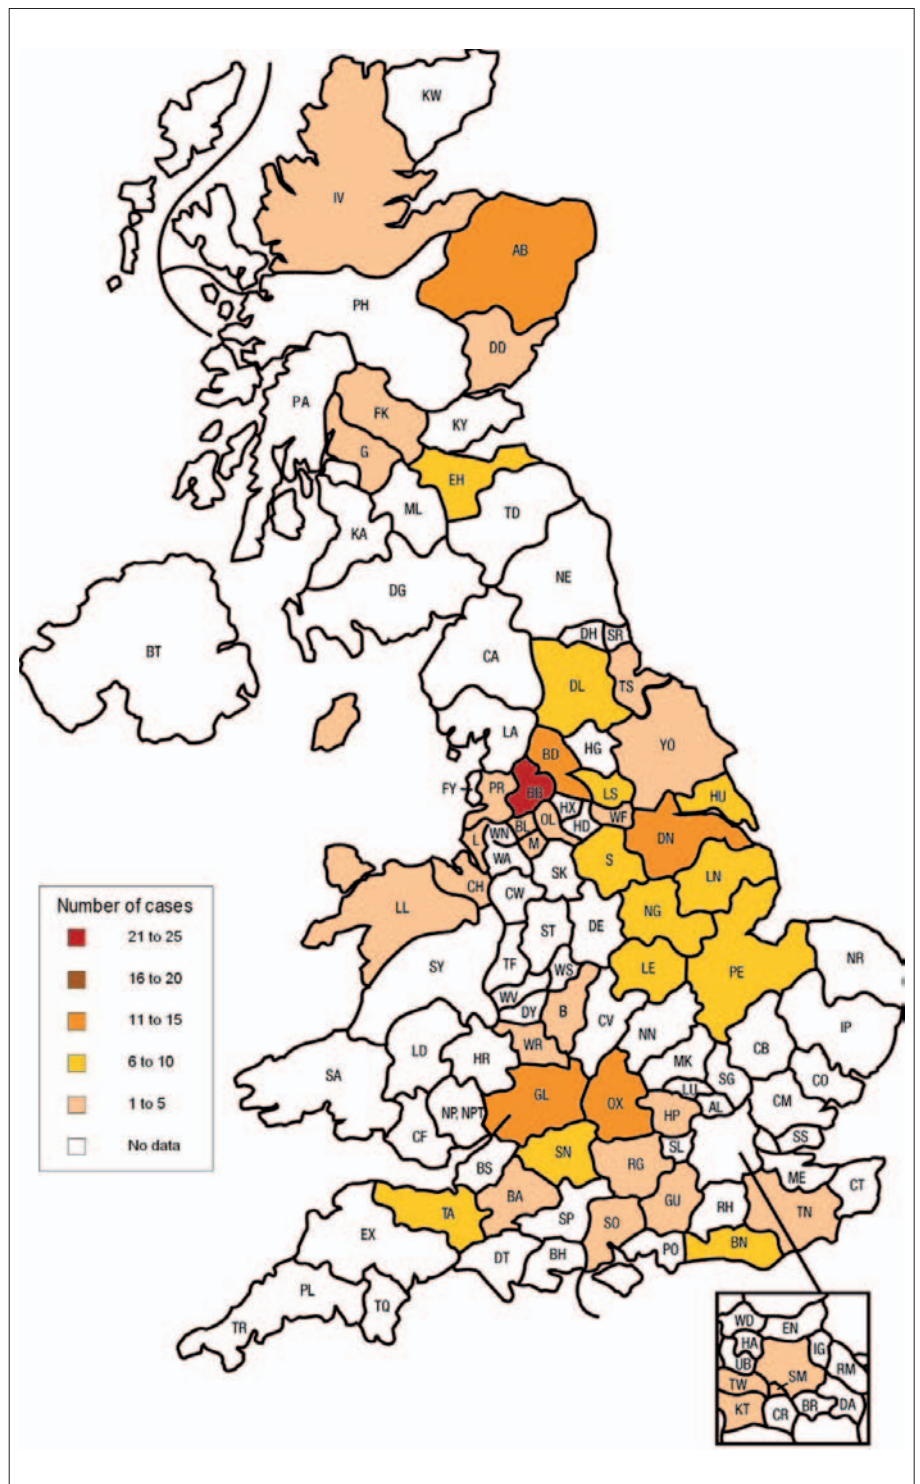 KW
IV
AB
PH
DD
PA
FK
KY
G
EH
ML
TD
KA
NE
DG
DH
SR
BT
CA
DL
TS
LA
BD
HG
YO
FY
PR
BB
LS
HU
HX
WF
BL
OL
HD
L
WN
M
DN
WA
S
SK
LN
CH
CW
LL
NG
ST
DE
NR
SY
TF
WS
LE
PE
WV
DY
B
CV
NN
IP
CB
LD
HR
WR
MK
SA
LU
SG
CO
NP, NPT
GL
OX
HP
AL
CM
CF
SS
SL
SN
BS
RG
ME
CT
BA
TA
GU
RH
TN
SP
SO
EX
DT
BH
PO
BN
PL
TR
TQ
Number of cases
21 to 25
16 to 20
11 to 15
6 to 10
1 to 5
No data
WD
EN
HA
IG
UB
RM
TW
SM
KT
CR
BR
DA